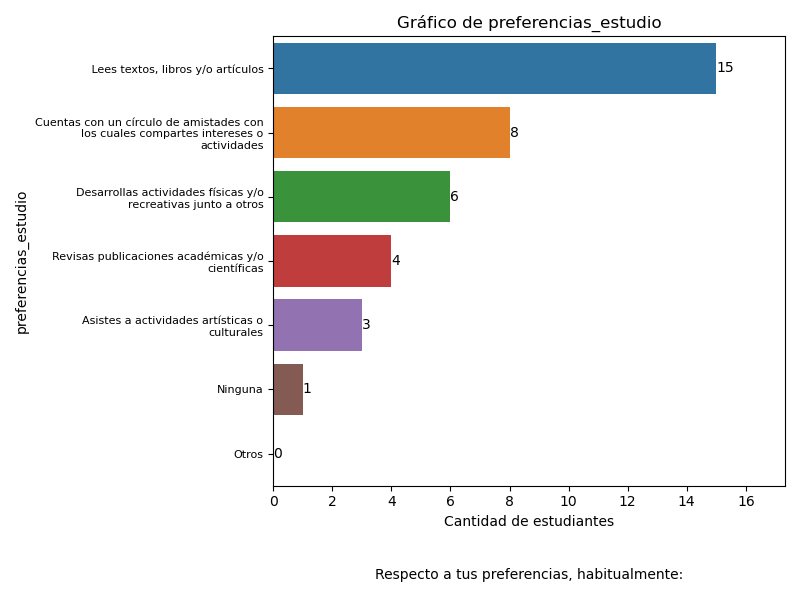 Gráfico de preferencias_estudio
preferencias_estudio
Lees textos, libros y/o artículos
15
Cuentas con un círculo de amistades con
los cuales compartes intereses o
actividades
8
Desarrollas actividades físicas y/o
recreativas junto a otros
6
Revisas publicaciones académicas y/o
científicas
4
Asistes a actividades artísticas o
culturales
3
Ninguna
1
Otros
0
0 2 4 6 8 10 12 14 16
Cantidad de estudiantes
Respecto a tus preferencias, habitualmente: